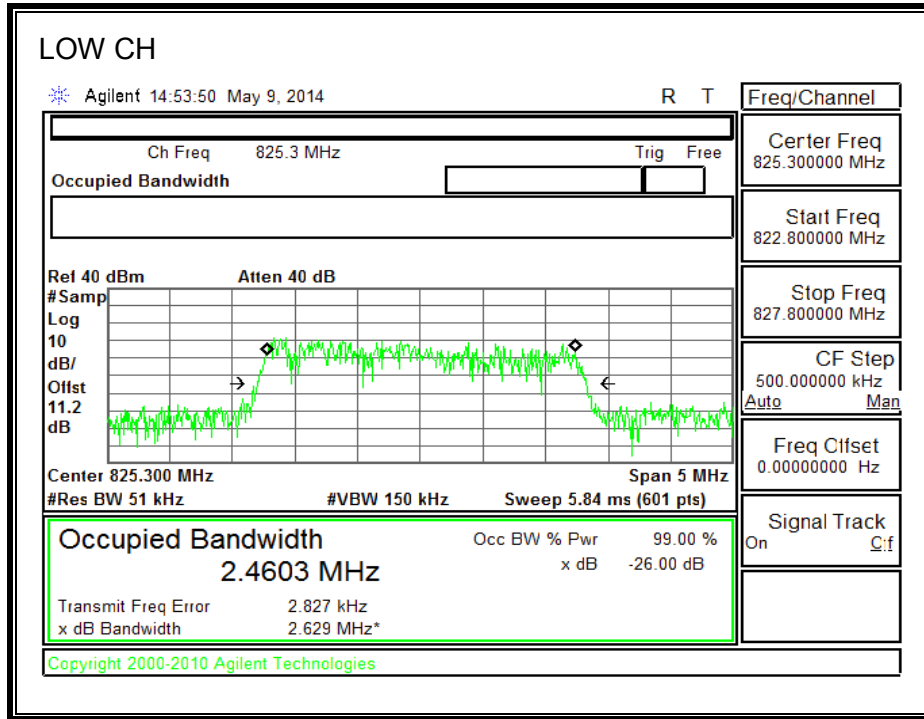 LOW CH
Agilent 14:53:50 May 9, 2014 R T
Freq/Channel
Ch Freq 825.3 MHz Trig Free
Occupied Bandwidth
Center Freq
825.300000 MHz
Start Freq
822.800000 MHz
Stop Freq
827.800000 MHz
CF Step
500.000000 kHz
Auto Man
Freq Offset
0.00000000 Hz
Signal Track
On Off
Ref 40 dBm Atten 40 dB
#Samp
Log
10
dB/
Offst
11.2
dB
Center 825.300 MHz Span 5 MHz
#Res BW 51 kHz #VBW 150 kHz Sweep 5.84 ms (601 pts)
Occupied Bandwidth
2.4603 MHz
Occ BW % Pwr 99.00 %
x dB -26.00 dB
Transmit Freq Error 2.827 kHz
x dB Bandwidth 2.629 MHz*
Copyright 2000-2010 Agilent Technologies